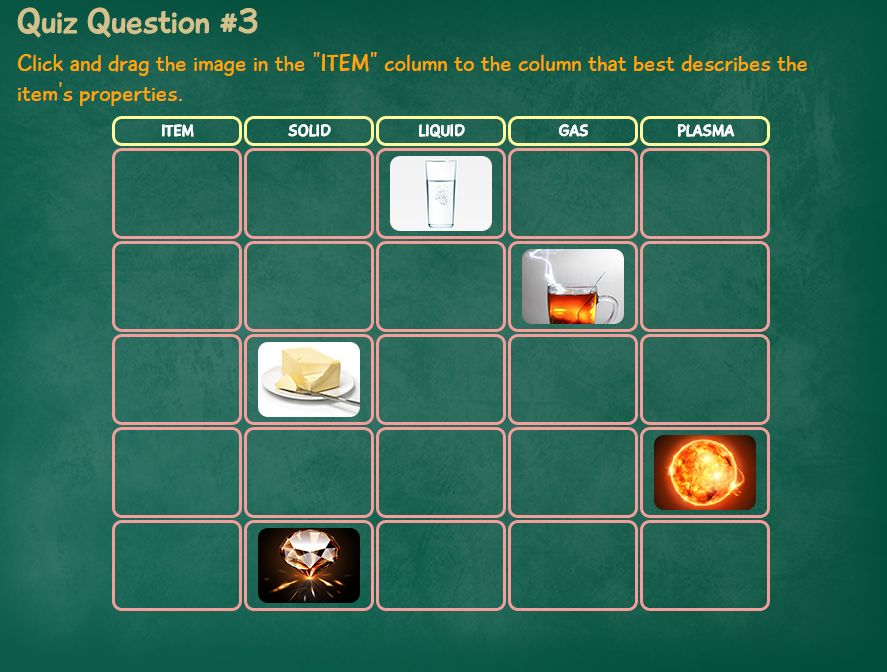 Quiz Question #3
Click and drag the image in the "ITEM" column to the column that best describes the
item's properties.
ITEM SOLID LIQUID GAS PLASMA